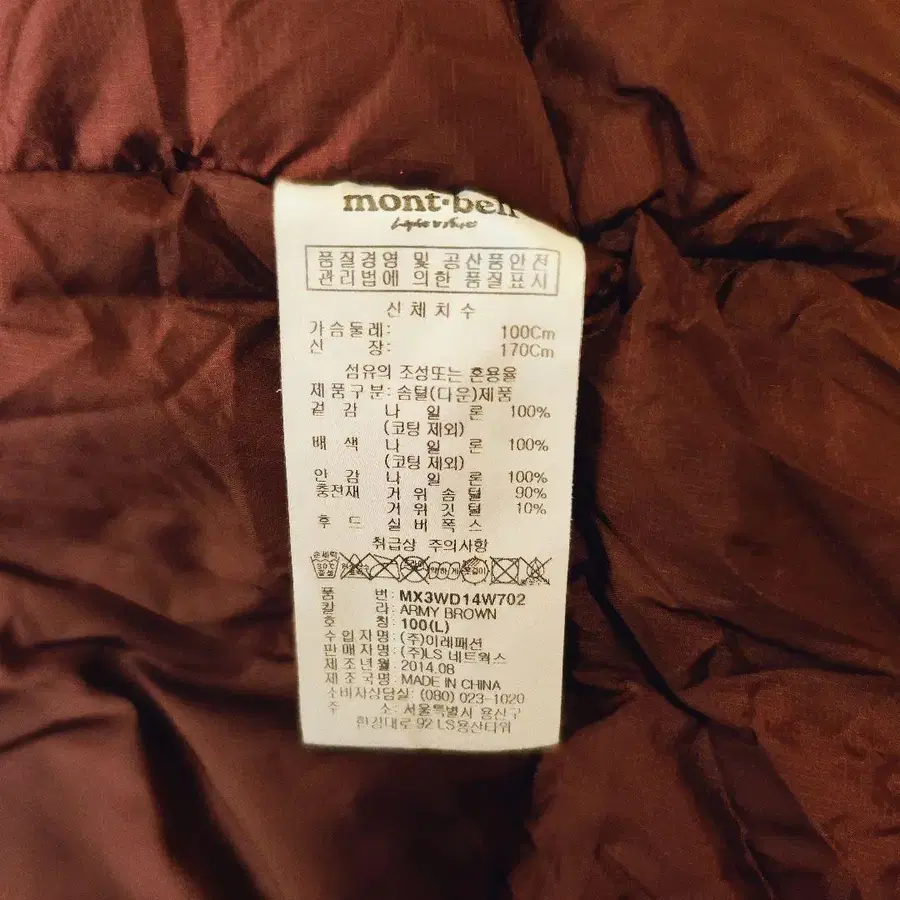 mont·bell
품질경영 및 공산품안전
관리법에 의한 품질표시
신체치수
가슴둘레: 100Cm
신 장: 170Cm
섬유의 조성또는 혼용율
제품구분: 솜털(다운)제품
겉 감 나 일 론 100%
(코팅 제외)
배 색 나 일 론 100%
(코팅 제외)
안 감 나 일 론 100%
충전재 거위솜털 90%
거위깃털 10%
후 드 실버폭스
취급상 주의사항
손세탁
30℃
중성
품 번: MX3WD14W702
칼 라: ARMY BROWN
호 칭: 100(L)
수입자명: (주)이레패션
판매자명: (주)LS 네트웍스
제조년월: 2014.08
제조국명: MADE IN CHINA
소비자상담실: (080) 023-1020
주 소: 서울특별시 용산구
한강대로 92 LS용산타워